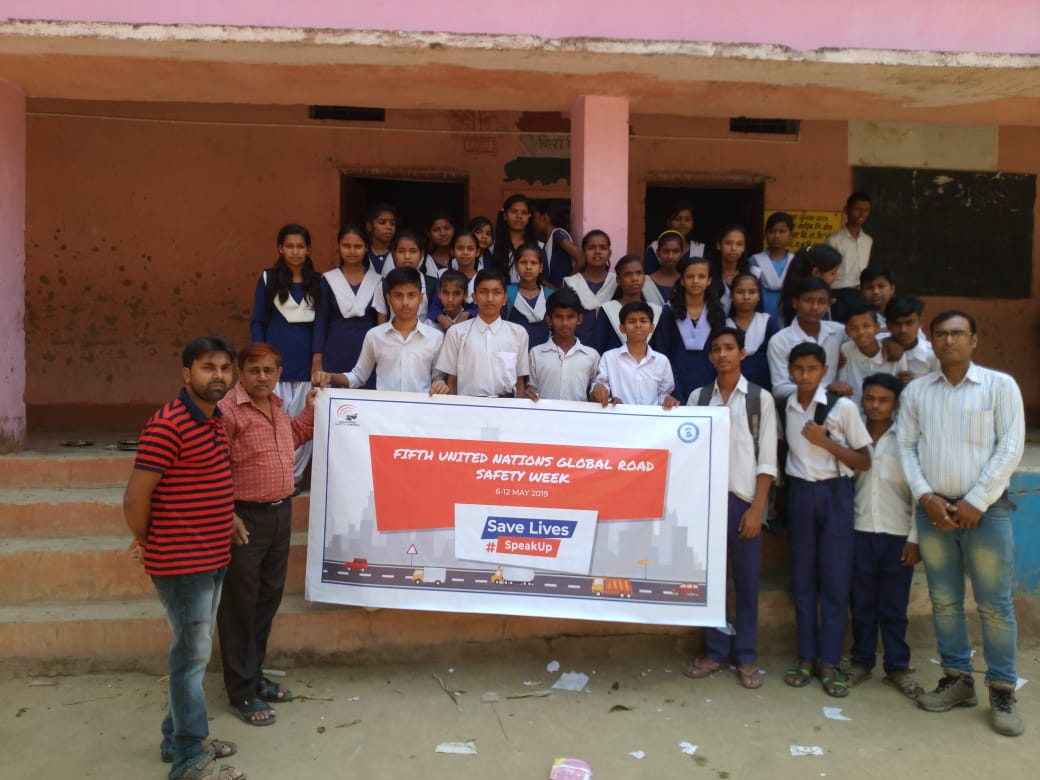 FIFTH UNITED NATIONS GLOBAL ROAD
SAFETY WEEK
6-12 MAY 2019
Save Lives
#SpeakUp